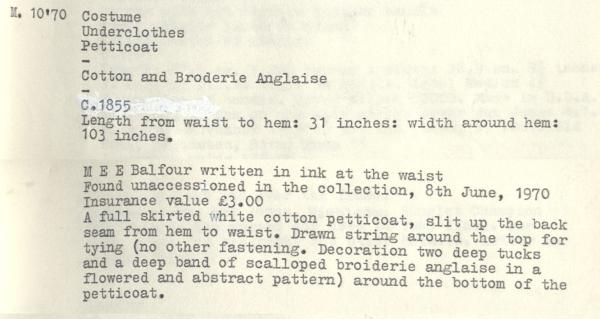 M. 10'70 Costume
Underclothes
Petticoat
-
Cotton and Broderie Anglaise
-
C.1855
Length from waist to hem: 31 inches: width around hem:
103 inches.
M E E Balfour written in ink at the waist
Found unaccessioned in the collection, 8th June, 1970
Insurance value £3.00
A full skirted white cotton petticoat, slit up the back
seam from hem to waist. Drawn string around the top for
tying (no other fastening. Decoration two deep tucks
and a deep band of scalloped broiderie anglaise in a
flowered and abstract pattern) around the bottom of the
petticoat.